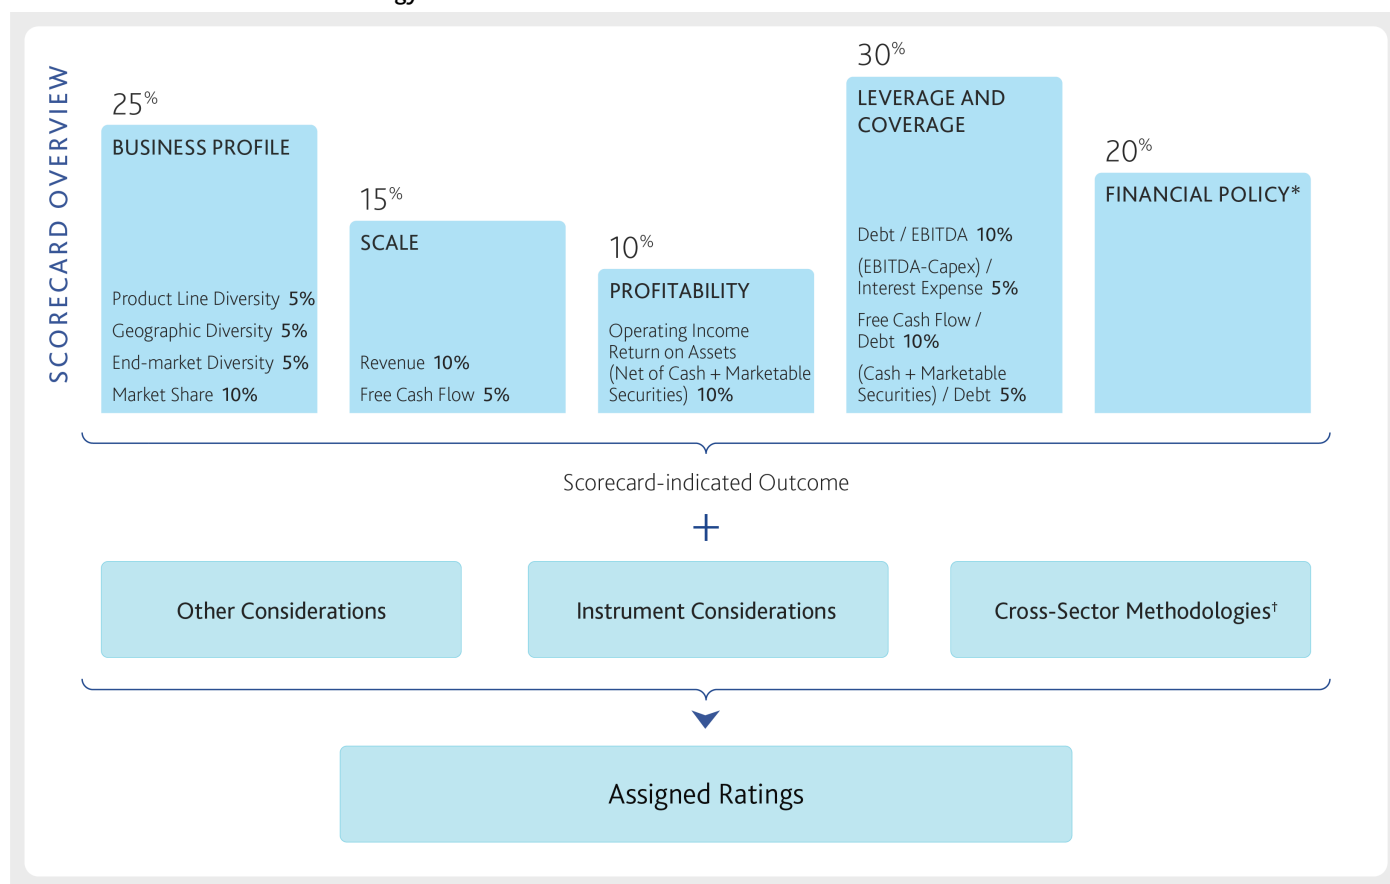 SCORECARD OVERVIEW
25%
BUSINESS PROFILE
Product Line Diversity 5%
Geographic Diversity 5%
End-market Diversity 5%
Market Share 10%
15%
SCALE
Revenue 10%
Free Cash Flow 5%
10%
PROFITABILITY
Operating Income
Return on Assets
(Net of Cash + Marketable
Securities) 10%
30%
LEVERAGE AND
COVERAGE
Debt / EBITDA 10%
(EBITDA-Capex) /
Interest Expense 5%
Free Cash Flow /
Debt 10%
(Cash + Marketable
Securities) / Debt 5%
20%
FINANCIAL POLICY*
Scorecard-indicated Outcome
+
Other Considerations
Instrument Considerations
Cross-Sector Methodologies†
Assigned Ratings